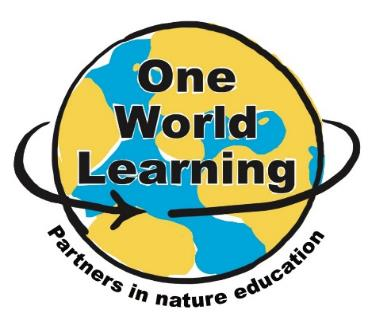 One
World
Learning
Partners in nature education